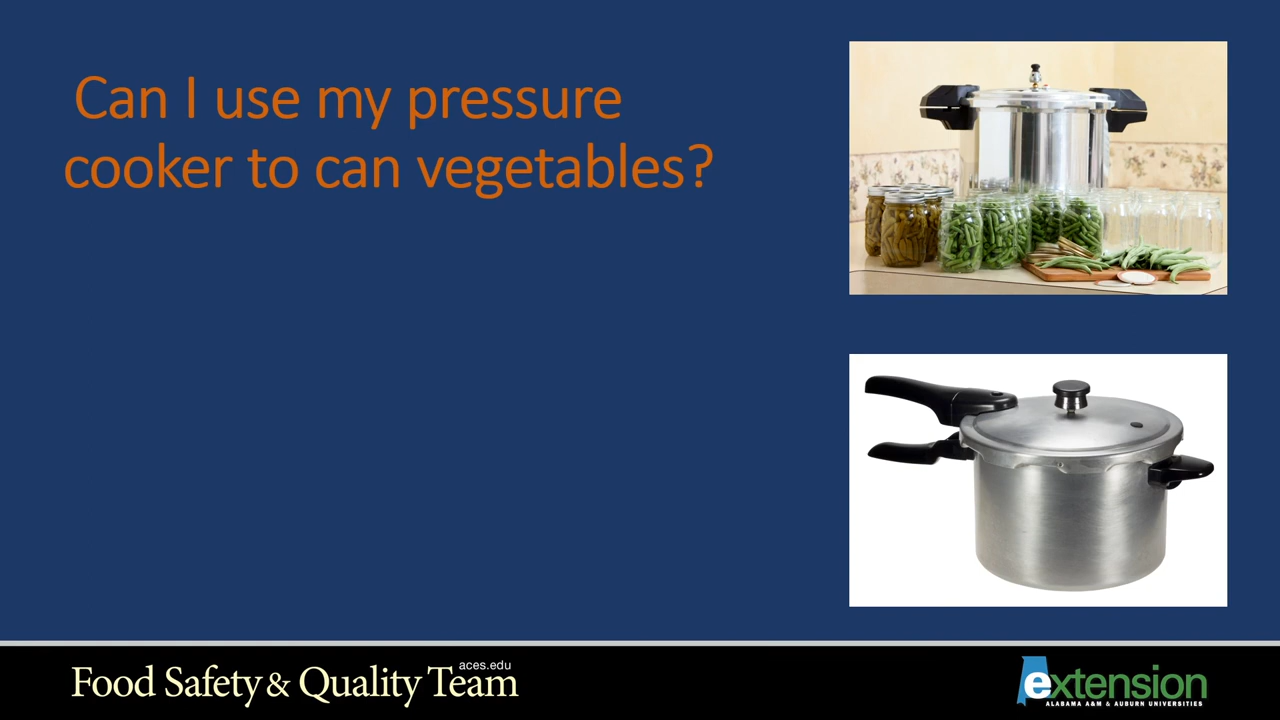 Can I use my pressure
cooker to can vegetables?
Food Safety & Quality Team
aces.edu
extension
ALABAMA A&M & AUBURN UNIVERSITIES